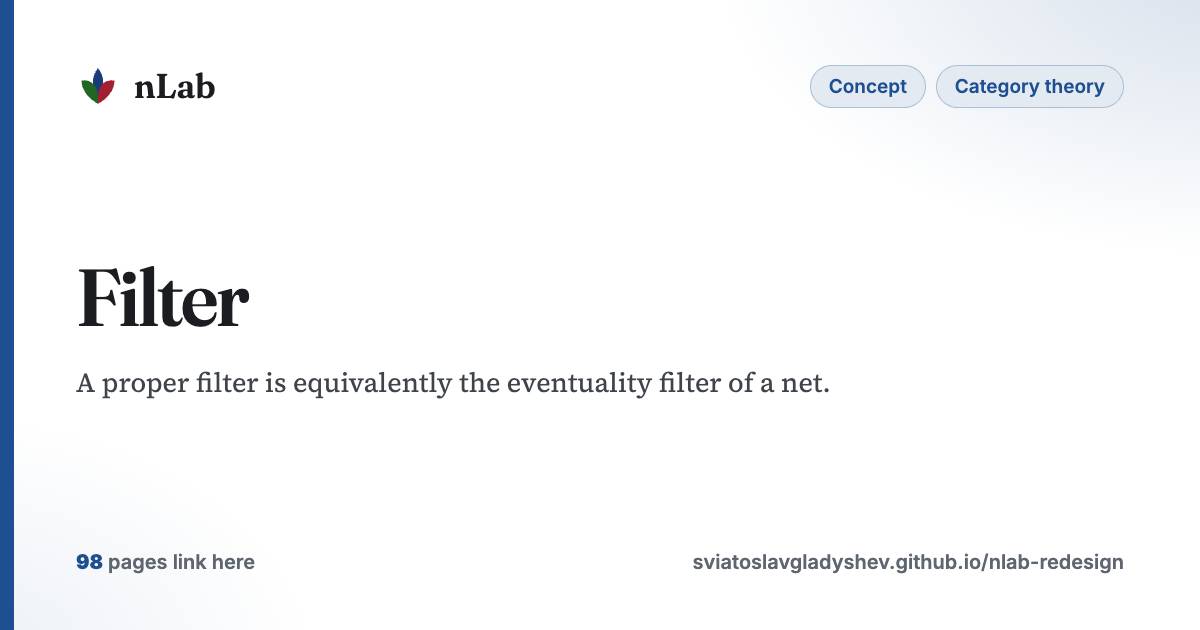 nLab
Concept
Category theory
Filter
A proper filter is equivalently the eventuality filter of a net.
98 pages link here
sviatoslavgladyshev.github.io/nlab-redesign